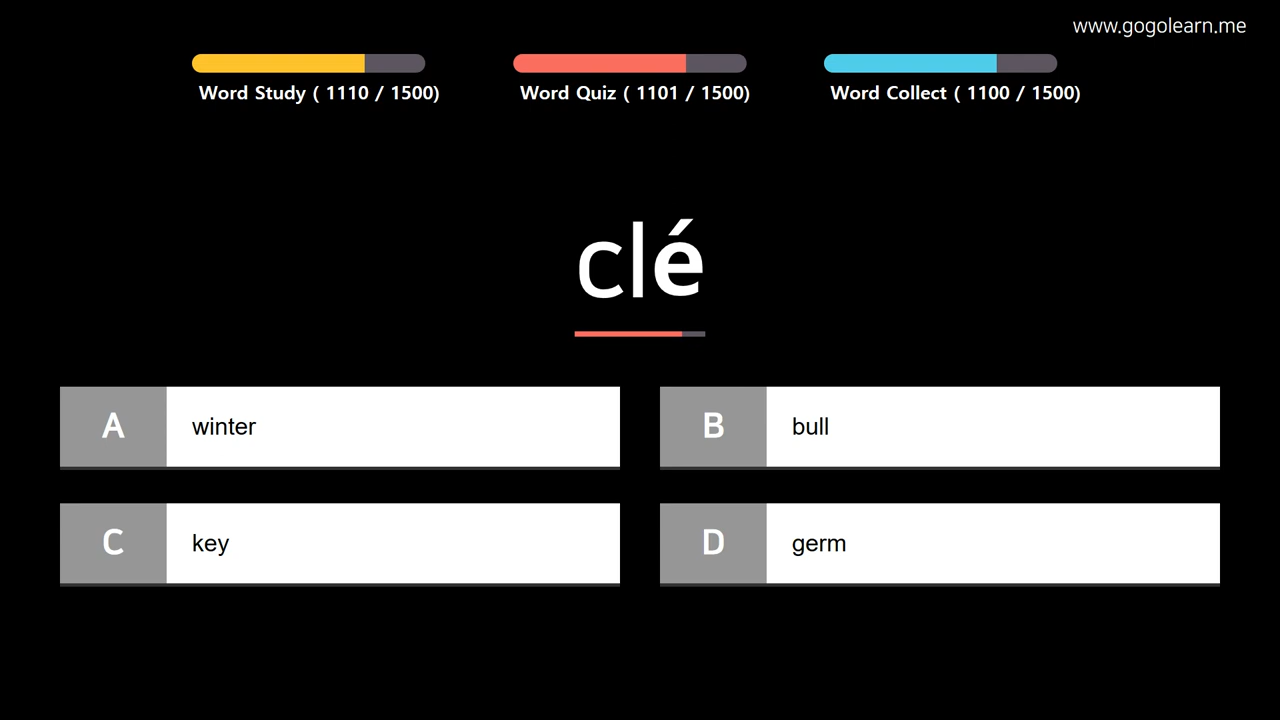 www.gogolearn.me
Word Study ( 1110 / 1500)
Word Quiz ( 1101 / 1500)
Word Collect ( 1100 / 1500)
clé
A winter
B bull
C key
D germ